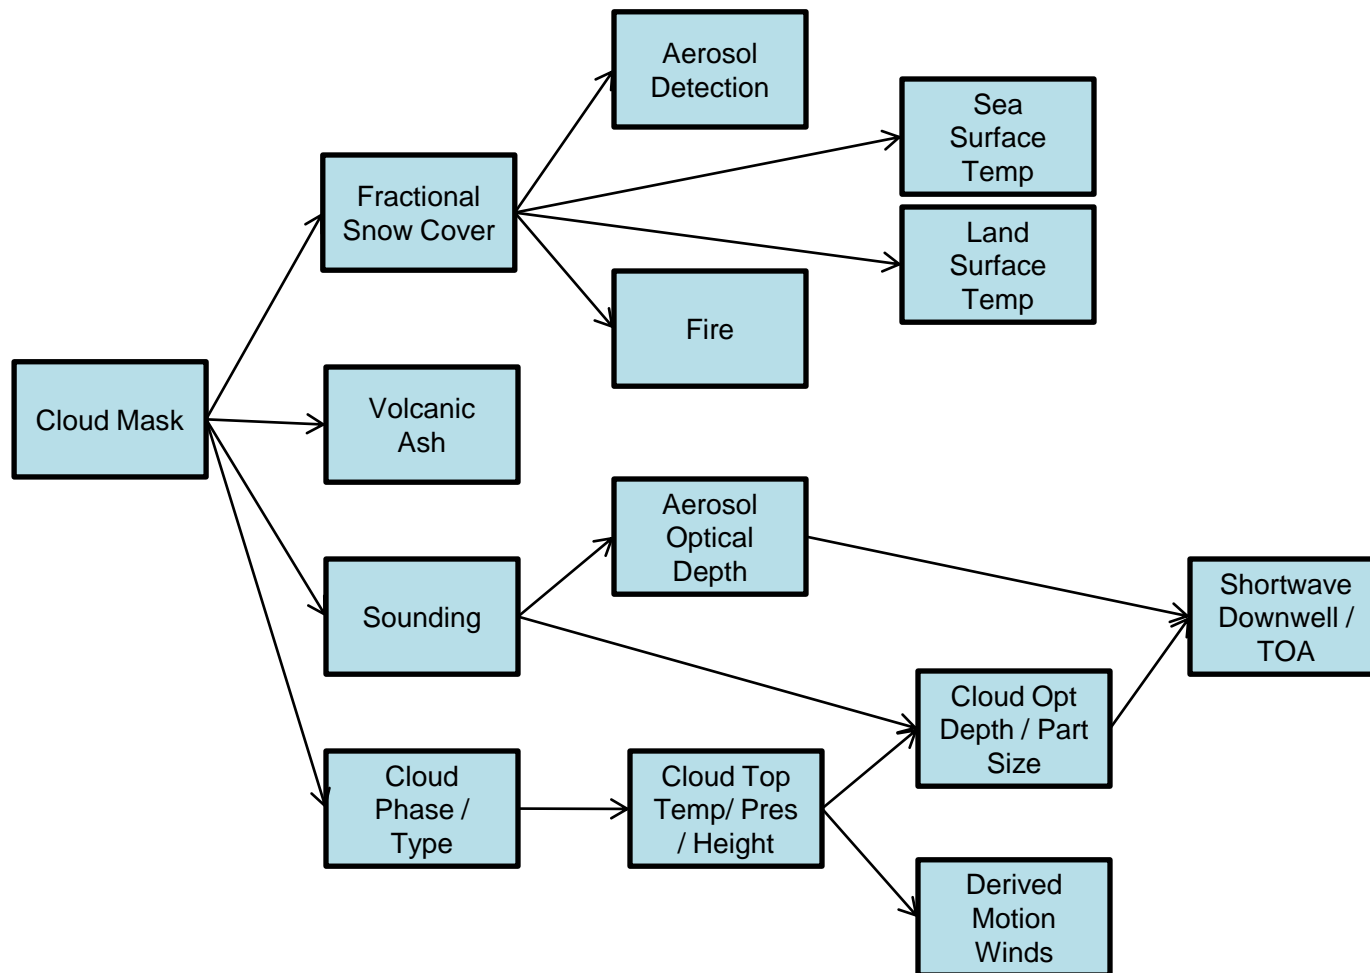 Aerosol
Detection
Sea
Surface
Temp
Fractional
Snow Cover
Land
Surface
Temp
Fire
Cloud Mask
Volcanic
Ash
Aerosol
Optical
Depth
Sounding
Shortwave
Downwell /
TOA
Cloud Opt
Depth / Part
Size
Cloud
Phase /
Type
Cloud Top
Temp/ Pres
/ Height
Derived
Motion
Winds